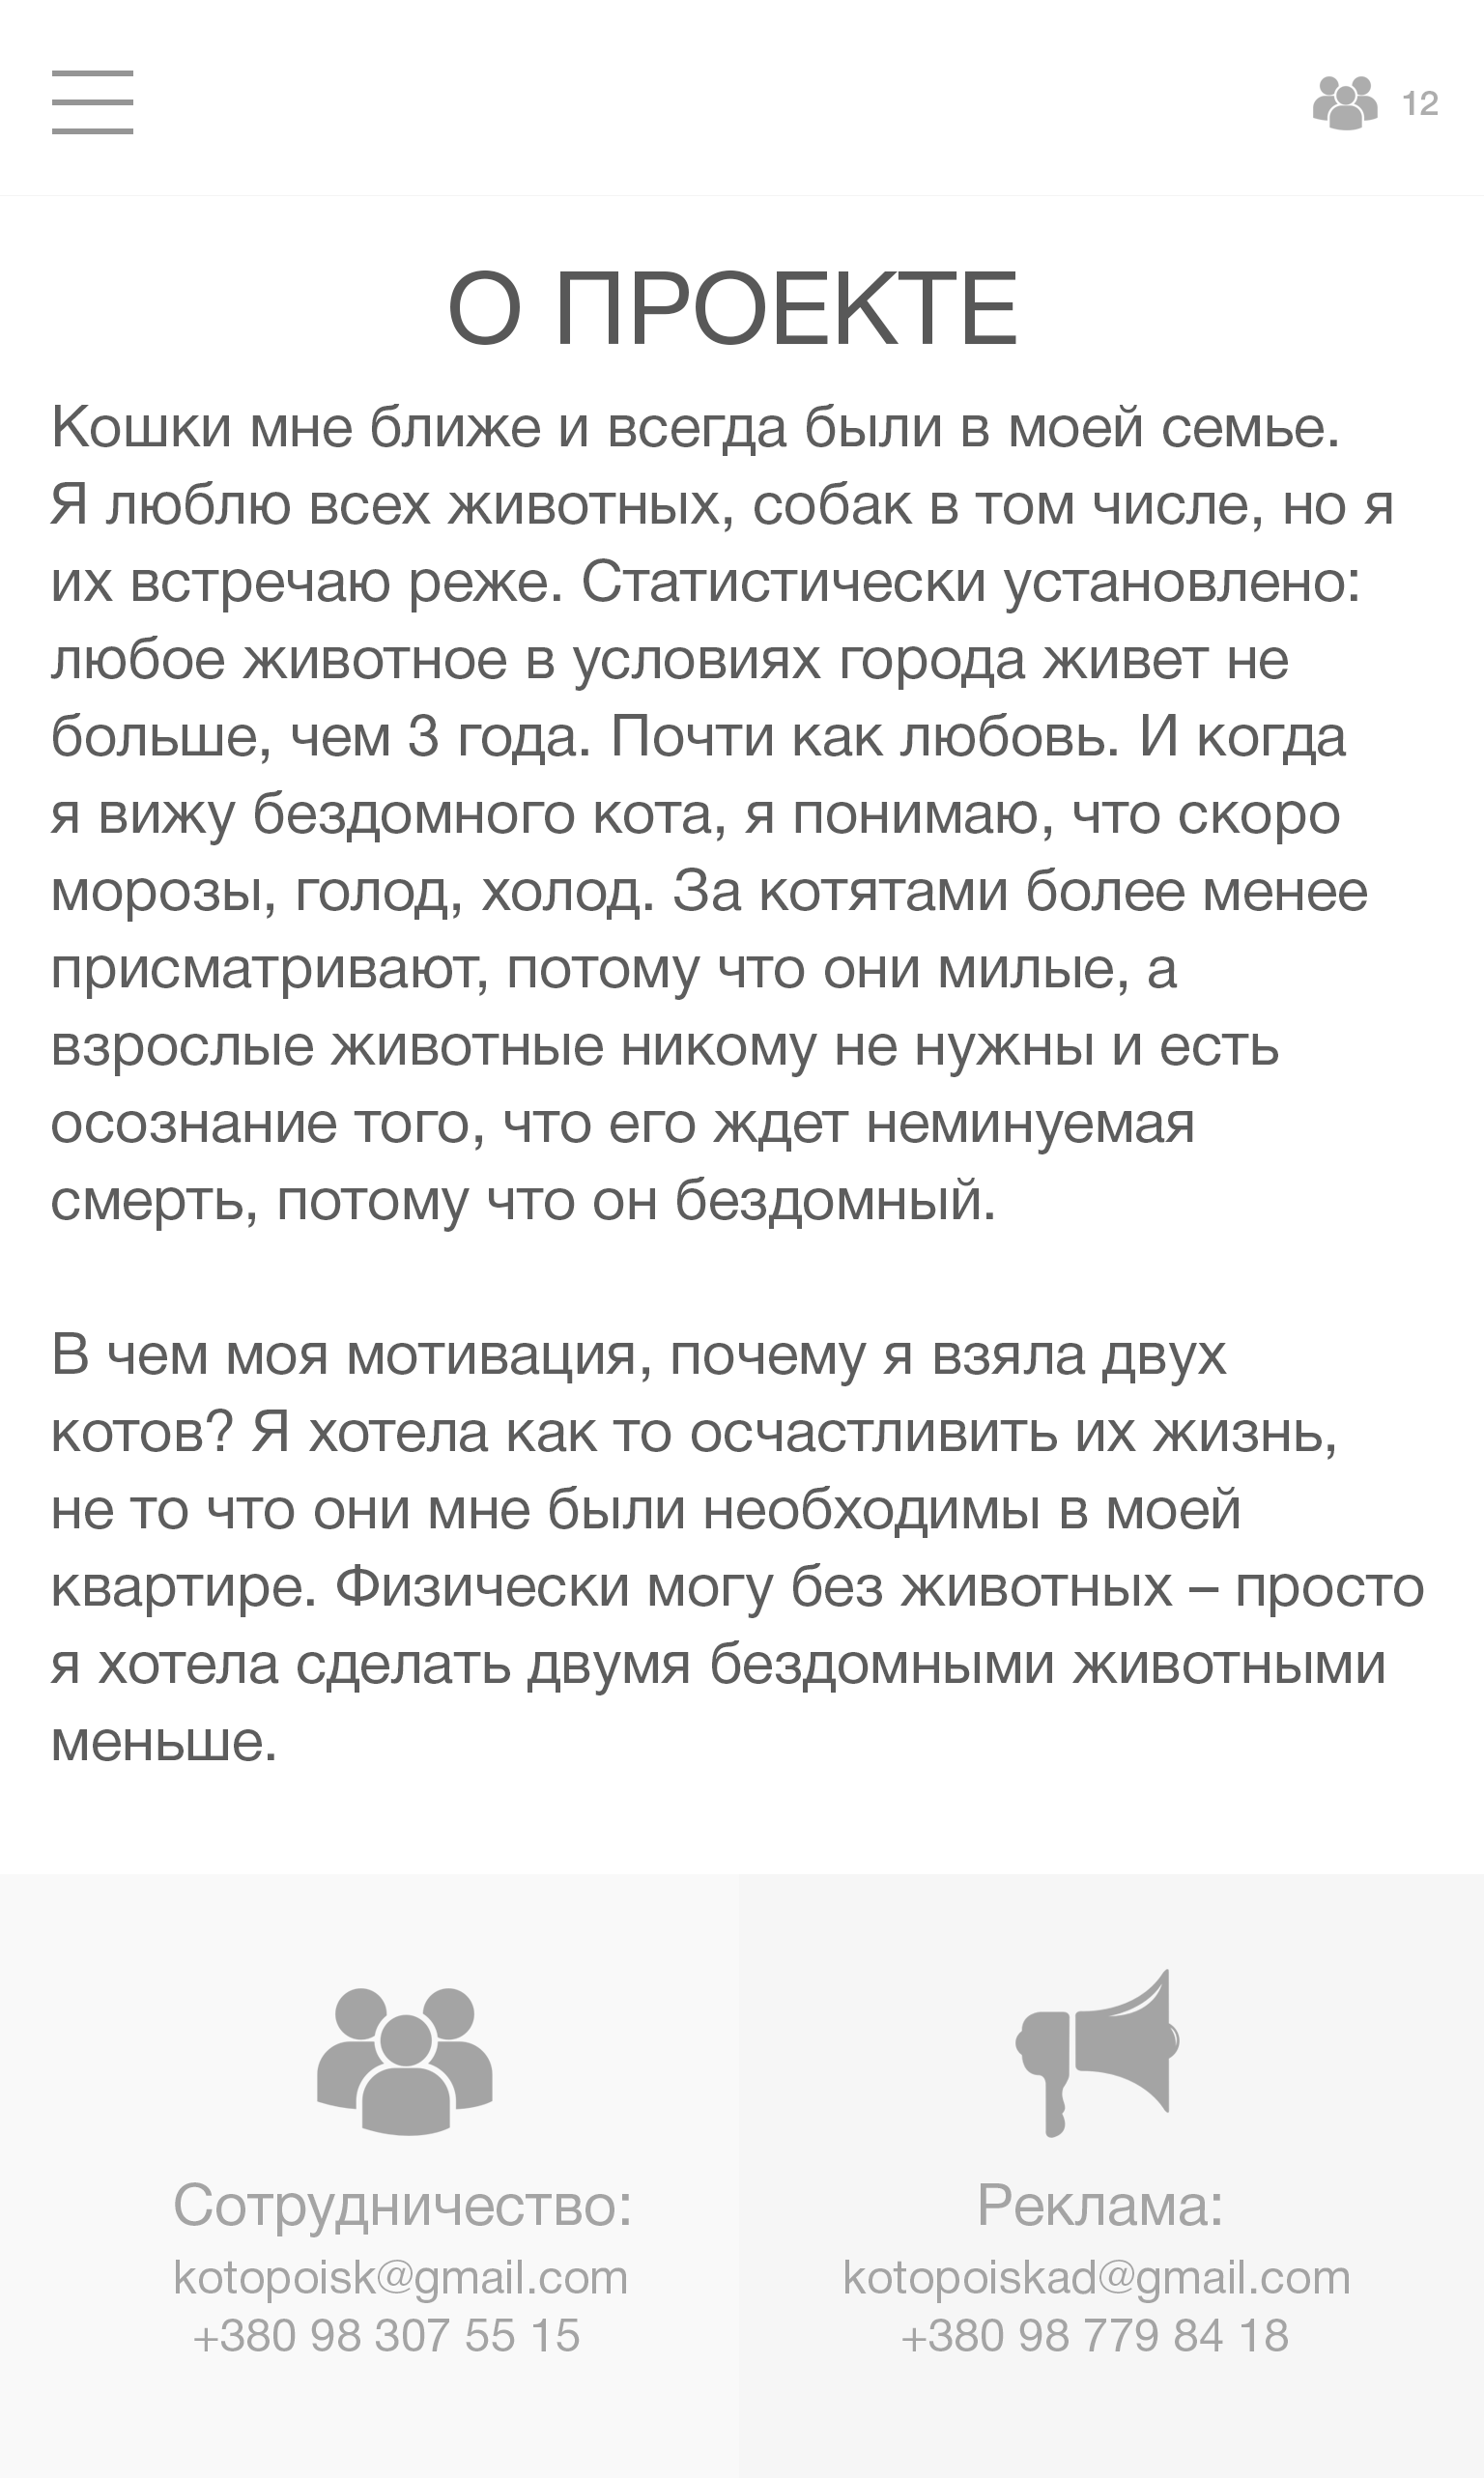 12
О ПРОЕКТЕ
Кошки мне ближе и всегда были в моей семье.
Я люблю всех животных, собак в том числе, но я
их встречаю реже. Статистически установлено:
любое животное в условиях города живет не
больше, чем 3 года. Почти как любовь. И когда
я вижу бездомного кота, я понимаю, что скоро
морозы, голод, холод. За котятами более менее
присматривают, потому что они милые, а
взрослые животные никому не нужны и есть
осознание того, что его ждет неминуемая
смерть, потому что он бездомный.
В чем моя мотивация, почему я взяла двух
котов? Я хотела как то осчастливить их жизнь,
не то что они мне были необходимы в моей
квартире. Физически могу без животных – просто
я хотела сделать двумя бездомными животными
меньше.
Сотрудничество:
kotopoisk@gmail.com
+380 98 307 55 15
Реклама:
kotopoiskad@gmail.com
+380 98 779 84 18